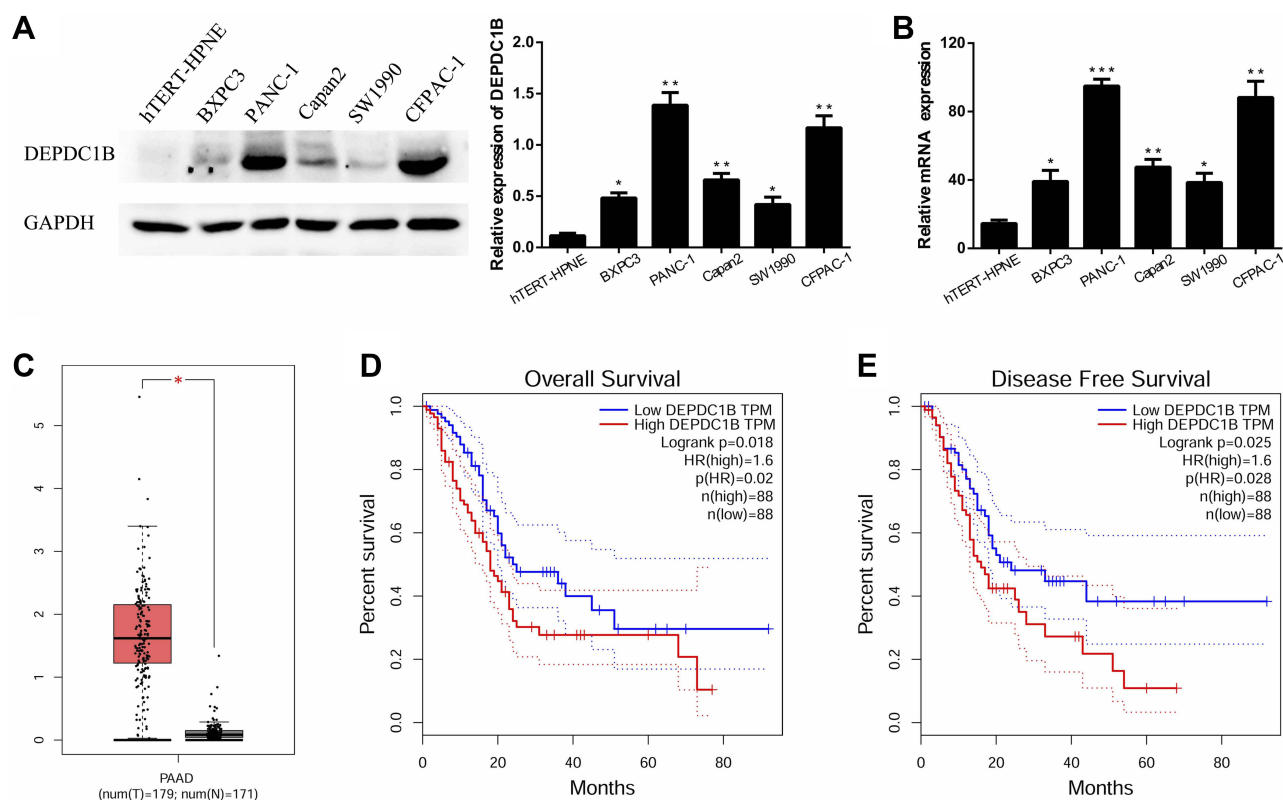 A
hTERT-HPNE
BXPC3
PANC-1
Capan2
SW1990
CFPAC-1
DEPDC1B
GAPDH
Relative expression of DEPDC1B
2.0
1.5
1.0
0.5
0.0
*
**
**
*
**
hTERT-HPNE
BXPC3
PANC-1
Capan2
SW1990
CFPAC-1
B
Relative mRNA expression
120
80
40
0
*
***
**
*
**
hTERT-HPNE
BXPC3
PANC-1
Capan2
SW1990
CFPAC-1
C
*
5
4
3
2
1
0
PAAD
(num(T)=179; num(N)=171)
D
Overall Survival
Low DEPDC1B TPM
High DEPDC1B TPM
Logrank p=0.018
HR(high)=1.6
p(HR)=0.02
n(high)=88
n(low)=88
Percent survival
1.0
0.8
0.6
0.4
0.2
0.0
0 20 40 60 80
Months
E
Disease Free Survival
Low DEPDC1B TPM
High DEPDC1B TPM
Logrank p=0.025
HR(high)=1.6
p(HR)=0.028
n(high)=88
n(low)=88
Percent survival
1.0
0.8
0.6
0.4
0.2
0.0
0 20 40 60 80
Months